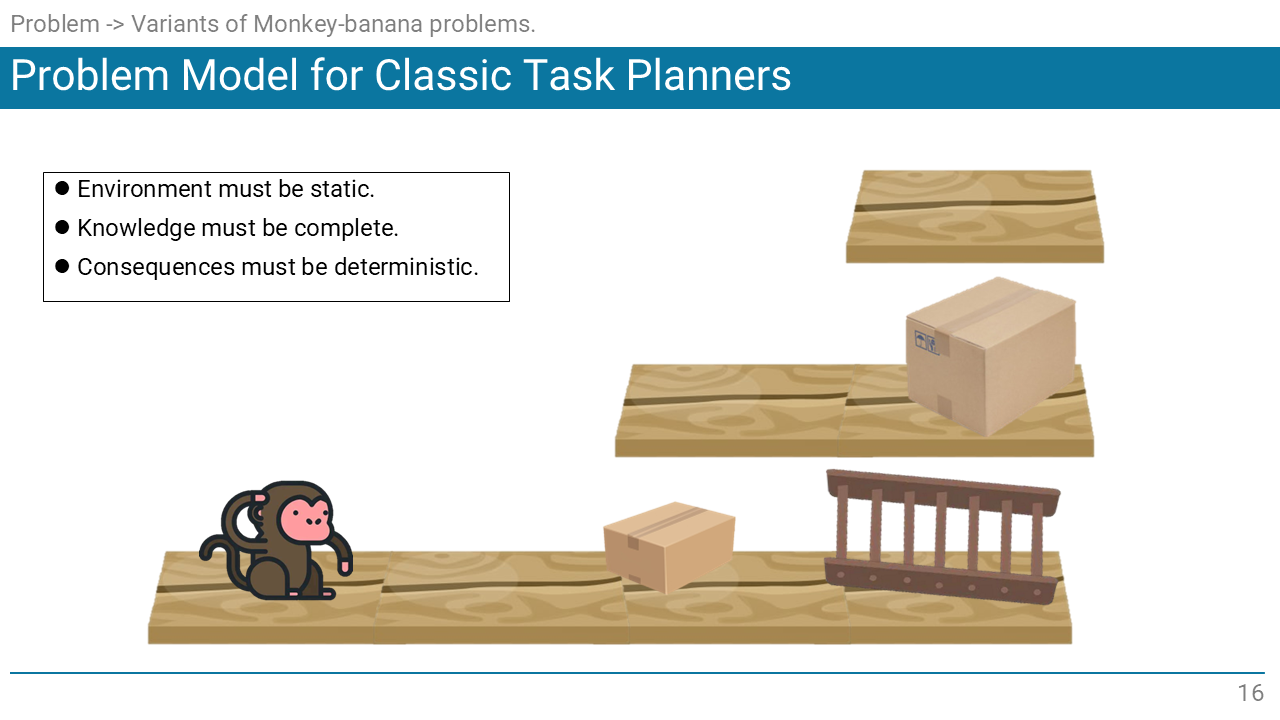 Problem -> Variants of Monkey-banana problems.
Problem Model for Classic Task Planners
● Environment must be static.
● Knowledge must be complete.
● Consequences must be deterministic.
16